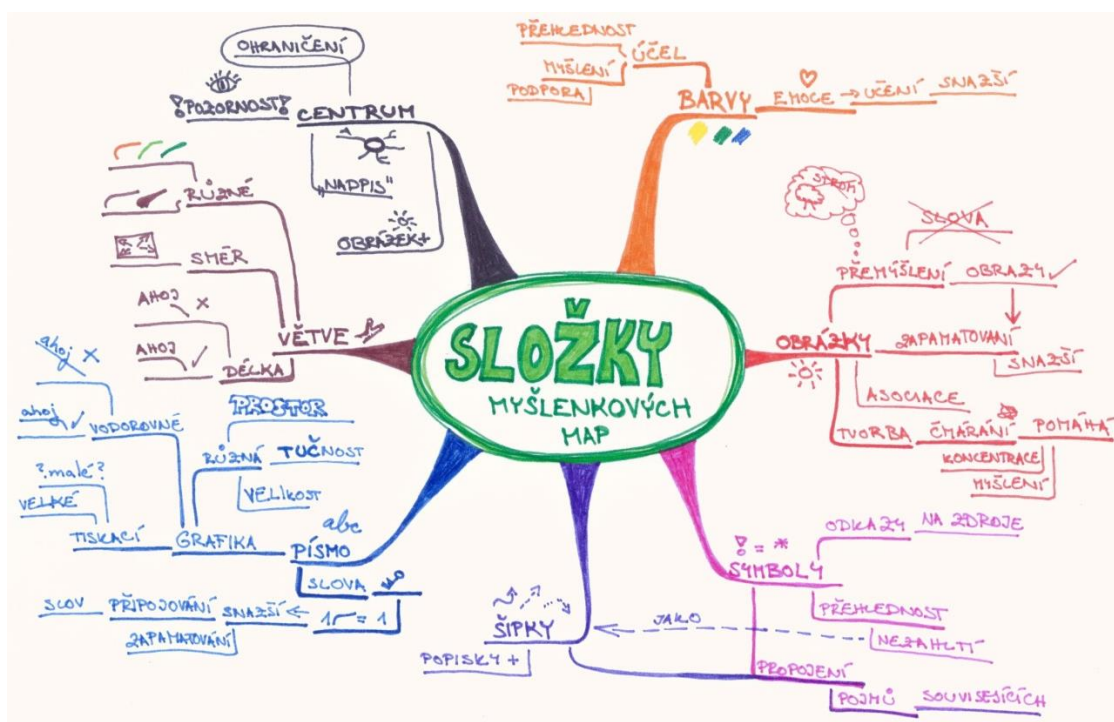 SLOŽKY
MYŠLENKOVÝCH
MAP
OHRANIČENÍ
!POZORNOST!
CENTRUM
„NADPIS"
OBRÁZEK+
PŘEHLEDNOST
ÚČEL
MYŠLENÍ
PODPORA
BARVY
EMOCE → UČENÍ SNAZŠÍ
STROM
SLOVA
PŘEMÝŠLENÍ OBRAZY ✓
OBRÁZKY
ZAPAMATOVÁNÍ
SNAZŠÍ
ASOCIACE
TVORBA ČMÁRÁNÍ POMÁHÁ
KONCENTRACE
MYŠLENÍ
ODKAZY NA ZDROJE
! = *
SYMBOLY
PŘEHLEDNOST
NEZAHLTÍ
JAKO
PROPOJENÍ
POJMŮ SOUVISEJÍCÍCH
ŠIPKY
POPISKY +
abc
PÍSMO
SLOVA
1 = 1
SNAZŠÍ
PŘIPOJOVÁNÍ
SLOV
ZAPAMATOVÁNÍ
GRAFIKA
PROSTOR
RŮZNÁ TUČNOST
VELIKOST
ahoj X
ahoj ✓
VODOROVNÉ
?malé?
VELKÉ
TISKACÍ
VĚTVE
RŮZNÉ
SMĚR
AHOJ X
AHOJ ✓
DÉLKA